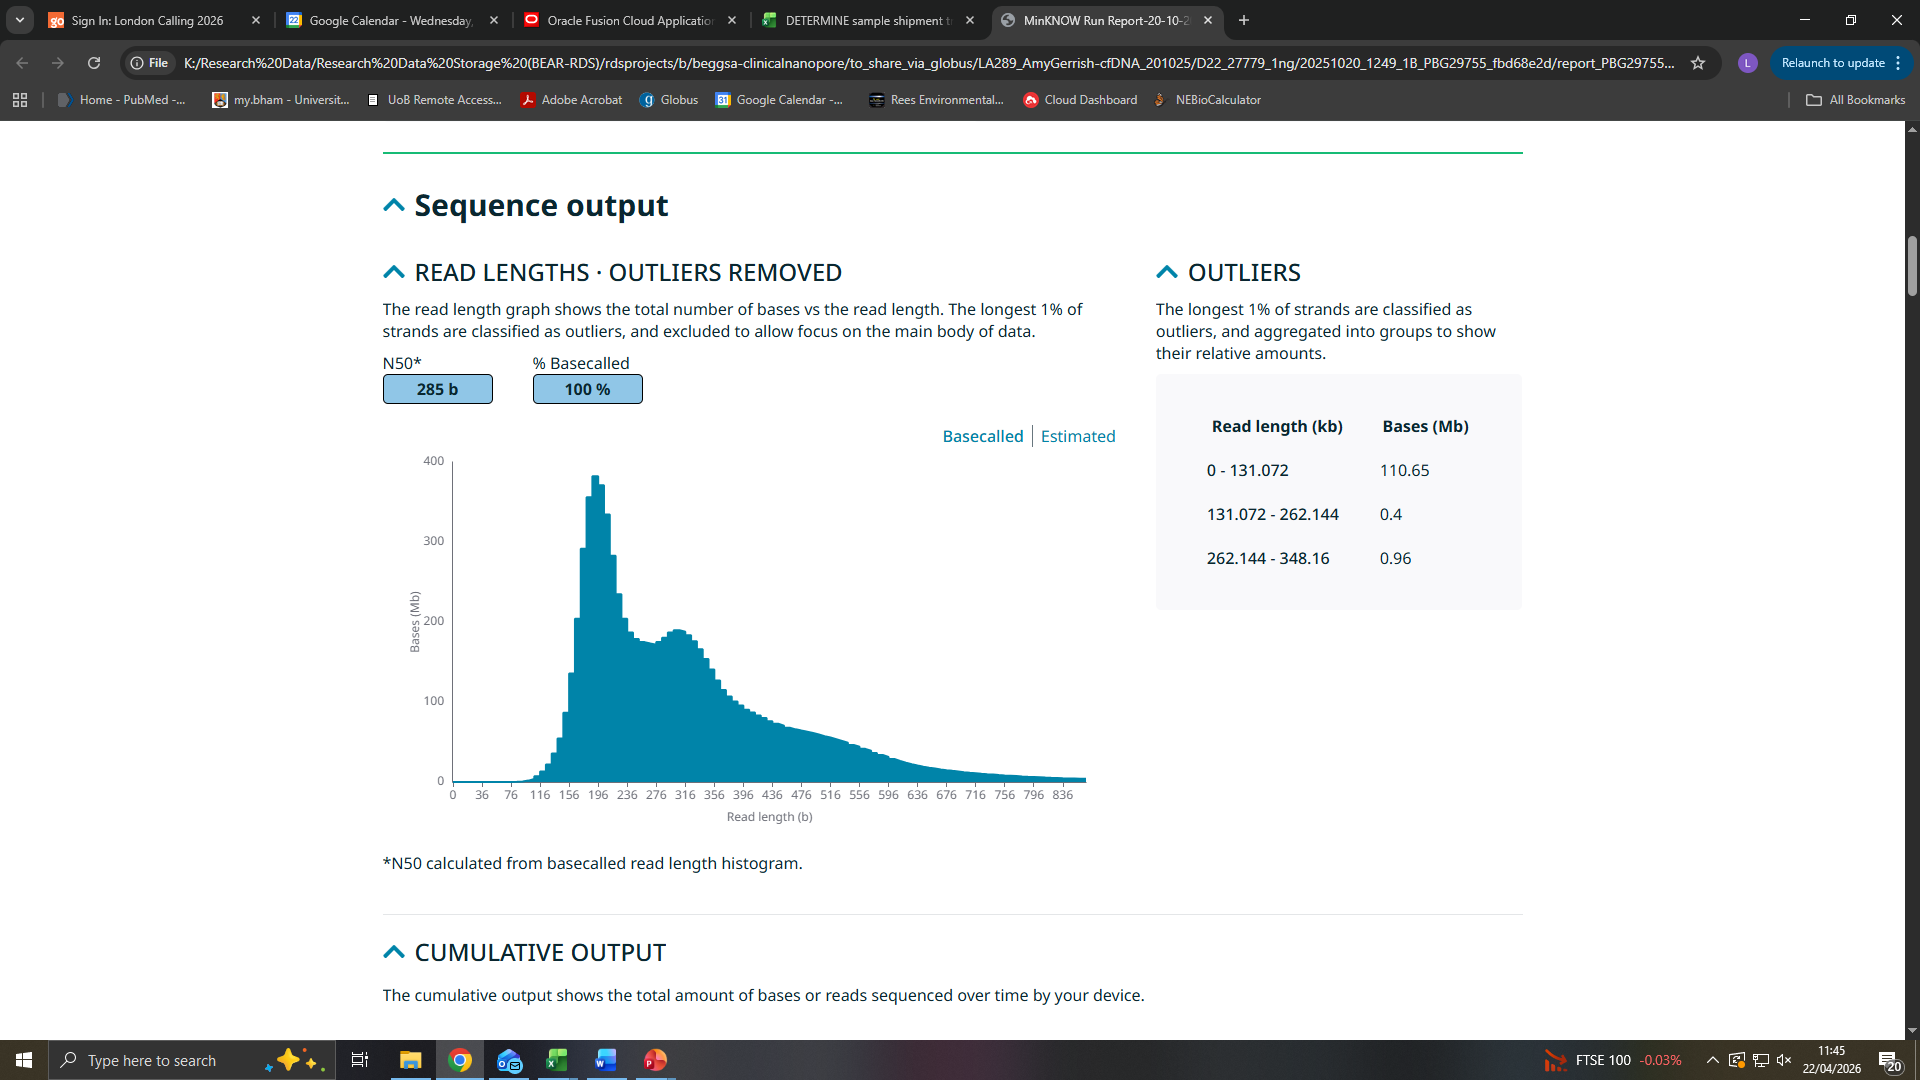 Sign In: London Calling 2026
Google Calendar - Wednesday,
Oracle Fusion Cloud Applicatio
DETERMINE sample shipment t
MinKNOW Run Report-20-10-2
File
K:/Research%20Data/Research%20Data%20Storage%20(BEAR-RDS)/rdsprojects/b/beggsa-clinicalnanopore/to_share_via_globus/LA289_AmyGerrish-cfDNA_201025/D22_27779_1ng/20251020_1249_1B_PBG29755_fbd68e2d/report_PBG29755...
L
Relaunch to update
Home - PubMed -...
my.bham - Universit...
UoB Remote Access...
Adobe Acrobat
Globus
Google Calendar -...
Rees Environmental...
Cloud Dashboard
NEBioCalculator
All Bookmarks
Sequence output
READ LENGTHS · OUTLIERS REMOVED
The read length graph shows the total number of bases vs the read length. The longest 1% of
strands are classified as outliers, and excluded to allow focus on the main body of data.
N50*
% Basecalled
285 b
100 %
Basecalled
Estimated
400
300
200
100
0
Bases (Mb)
0 36 76 116 156 196 236 276 316 356 396 436 476 516 556 596 636 676 716 756 796 836
Read length (b)
*N50 calculated from basecalled read length histogram.
OUTLIERS
The longest 1% of strands are classified as
outliers, and aggregated into groups to show
their relative amounts.
Read length (kb) Bases (Mb)
0 - 131.072 110.65
131.072 - 262.144 0.4
262.144 - 348.16 0.96
CUMULATIVE OUTPUT
The cumulative output shows the total amount of bases or reads sequenced over time by your device.
Type here to search
FTSE 100 -0.03%
11:45
22/04/2026
20